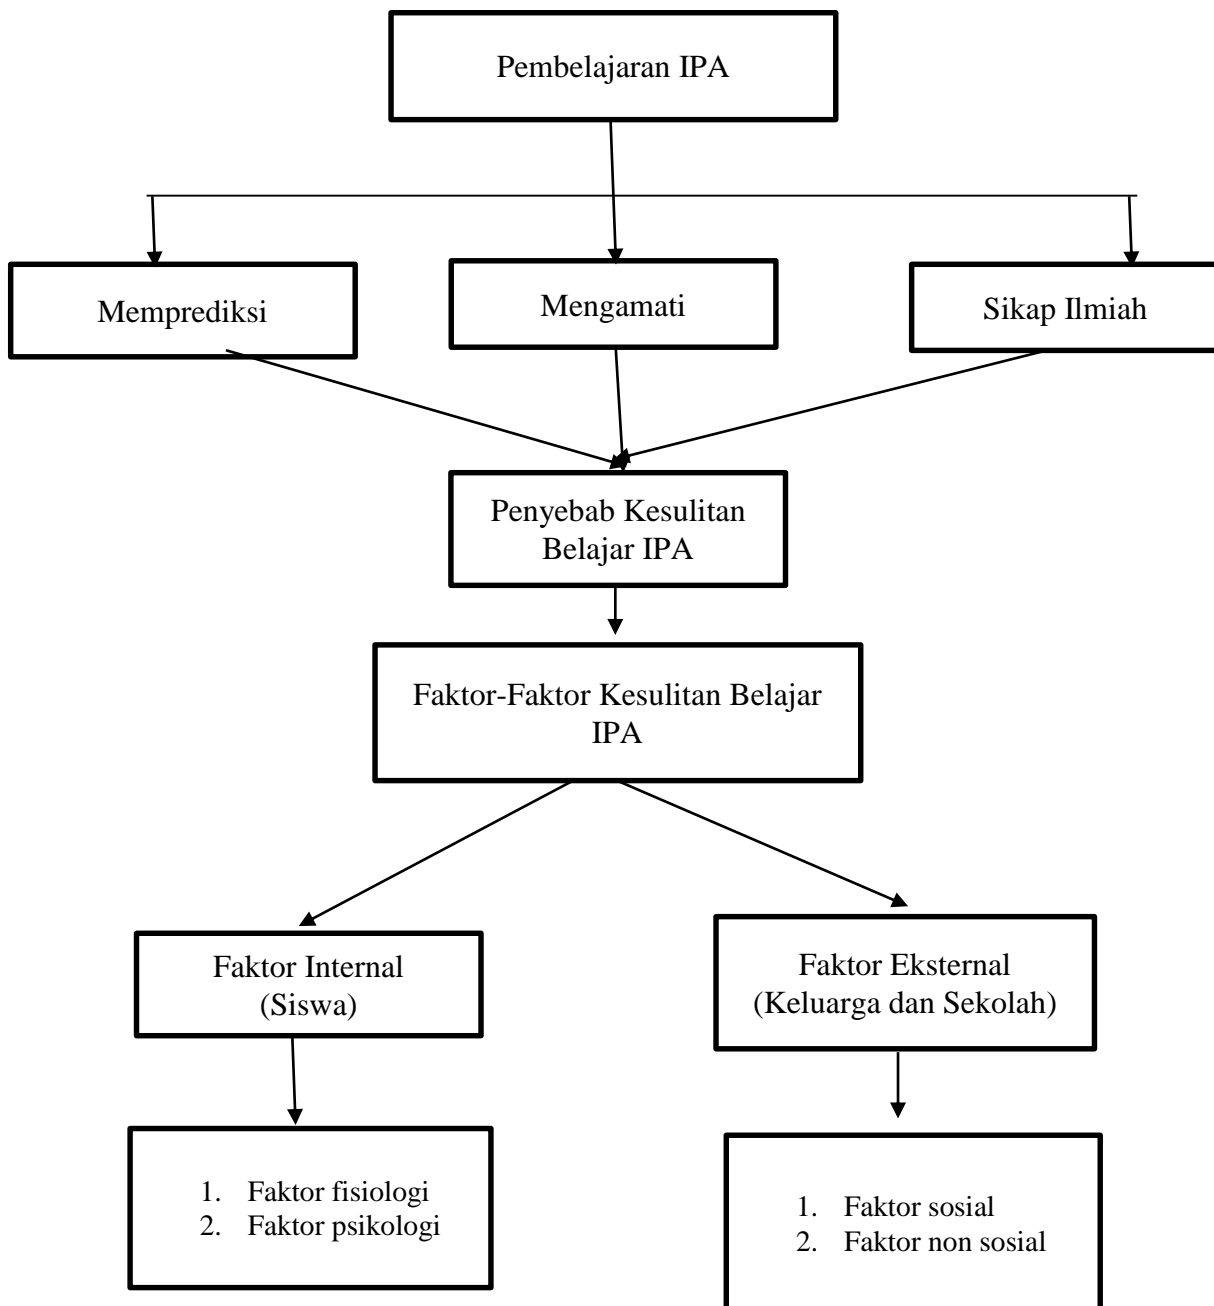 Pembelajaran IPA
Memprediksi
Mengamati
Sikap Ilmiah
Penyebab Kesulitan
Belajar IPA
Faktor-Faktor Kesulitan Belajar
IPA
Faktor Internal
(Siswa)
Faktor Eksternal
(Keluarga dan Sekolah)
1. Faktor fisiologi
2. Faktor psikologi
1. Faktor sosial
2. Faktor non sosial